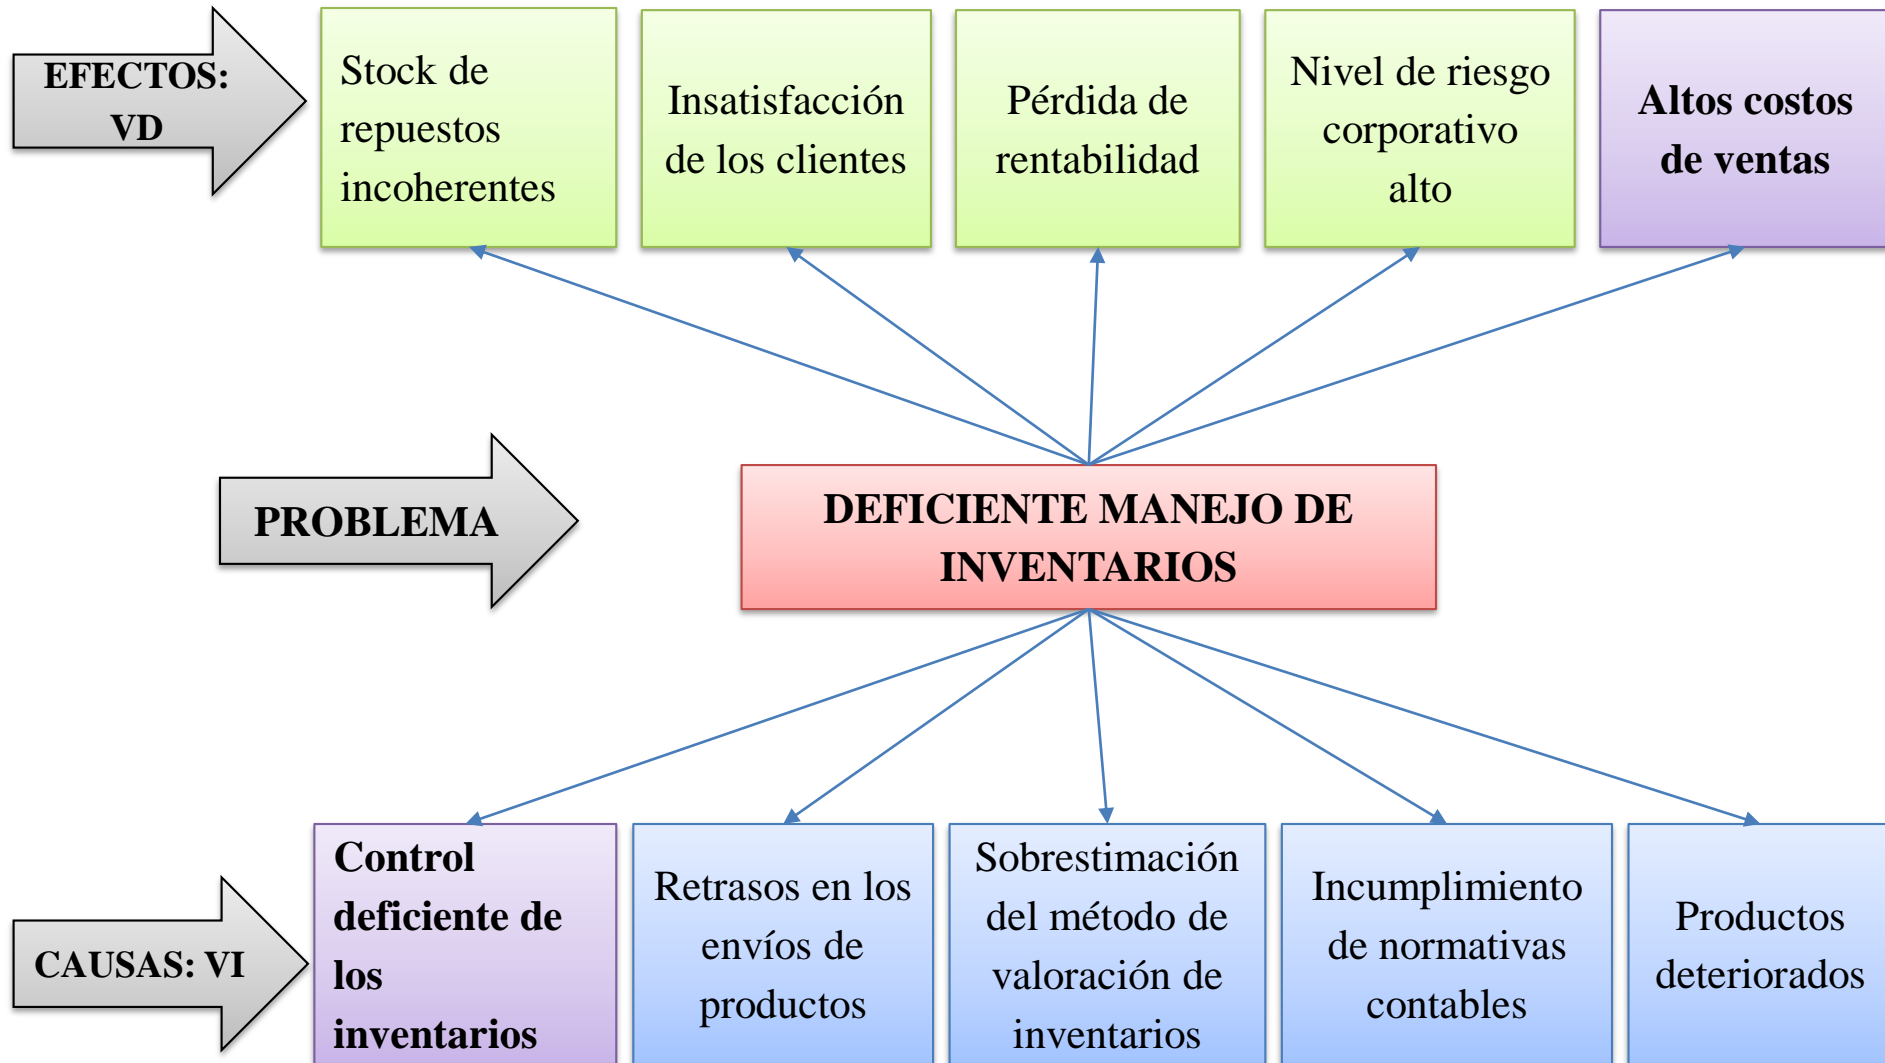 EFECTOS:
VD
Stock de
repuestos
incoherentes
Insatisfacción
de los clientes
Pérdida de
rentabilidad
Nivel de riesgo
corporativo
alto
Altos costos
de ventas
PROBLEMA
DEFICIENTE MANEJO DE
INVENTARIOS
CAUSAS: VI
Control
deficiente de
los
inventarios
Retrasos en los
envíos de
productos
Sobrestimación
del método de
valoración de
inventarios
Incumplimiento
de normativas
contables
Productos
deteriorados